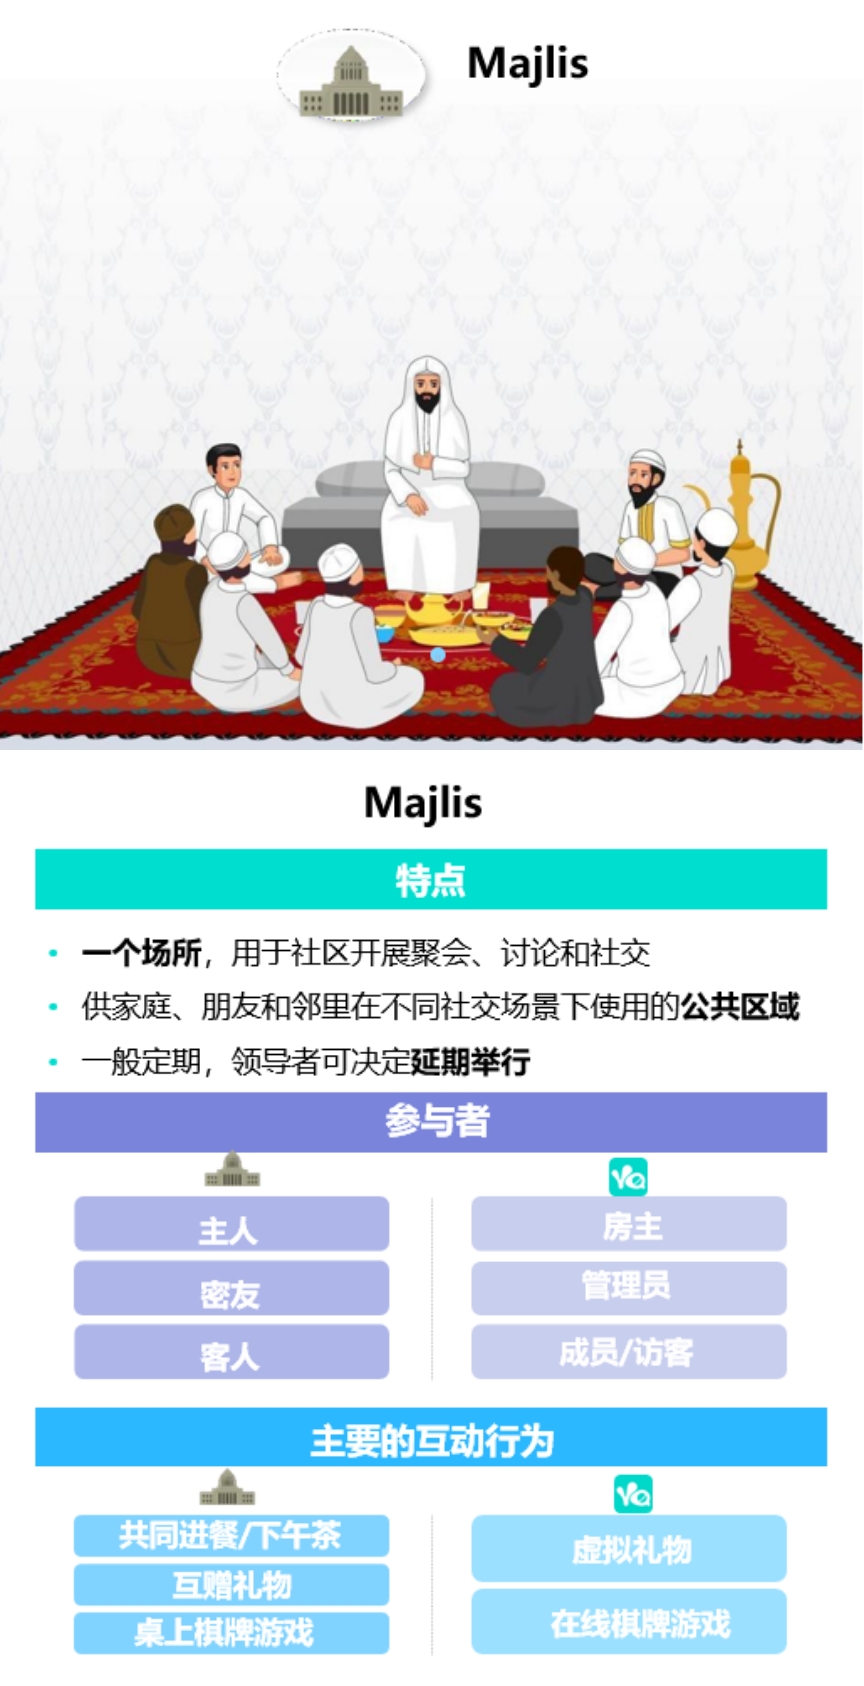 Majlis
Majlis
特点
• 一个场所，用于社区开展聚会、讨论和社交
• 供家庭、朋友和邻里在不同社交场景下使用的公共区域
• 一般定期，领导者可决定延期举行
参与者
主人
房主
密友
管理员
客人
成员/访客
主要的互动行为
共同进餐/下午茶
互赠礼物
桌上棋牌游戏
虚拟礼物
在线棋牌游戏